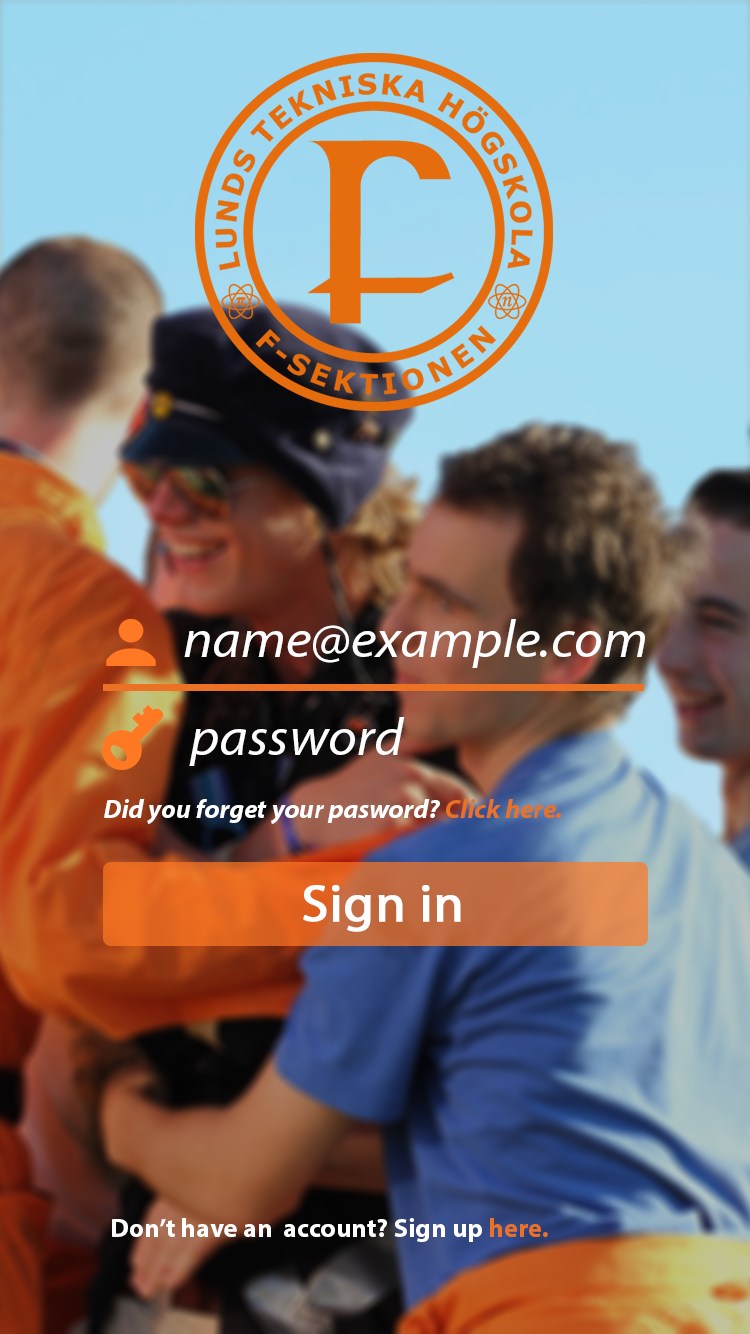 LUNDS TEKNISKA HÖGSKOLA
F
π
n
F-SEKTIONEN
name@example.com
password
Did you forget your pasword? Click here.
Sign in
Don’t have an account? Sign up here.